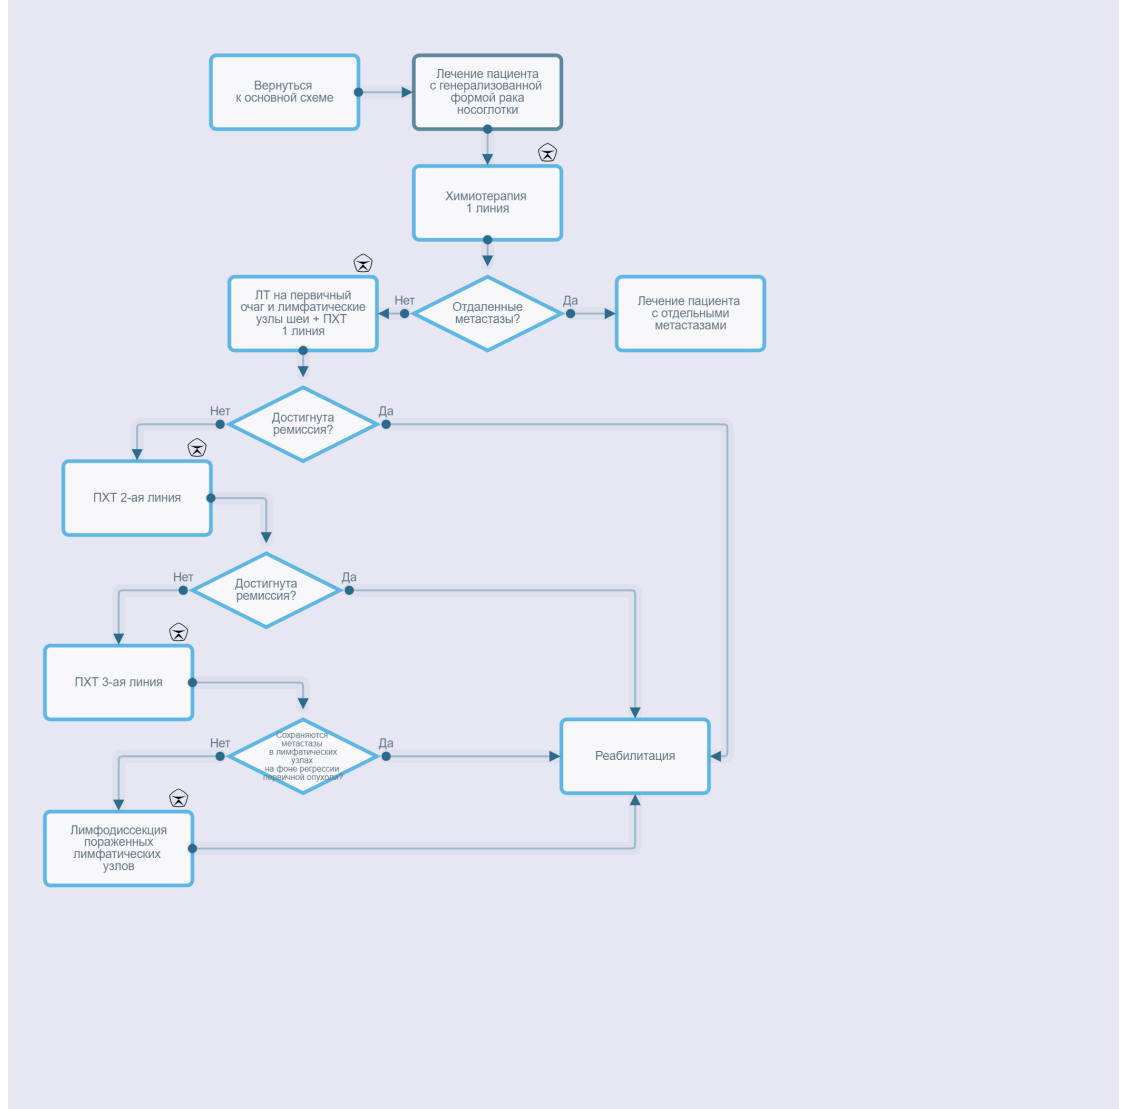 Вернуться
к основной схеме
Лечение пациента
с генерализованной
формой рака
носоглотки
Химиотерапия
1 линия
ЛТ на первичный
очаг и лимфатические
узлы шеи + ПХТ
1 линия
Нет
Отдаленные
метастазы?
Да
Лечение пациента
с отдельными
метастазами
Нет
Достигнута
ремиссия?
Да
ПХТ 2-ая линия
Нет
Достигнута
ремиссия?
Да
ПХТ 3-ая линия
Нет
Сохраняются
метастазы
в лимфатических
узлах
на фоне регрессии
первичной опухоли?
Да
Реабилитация
Лимфодиссекция
пораженных
лимфатических
узлов